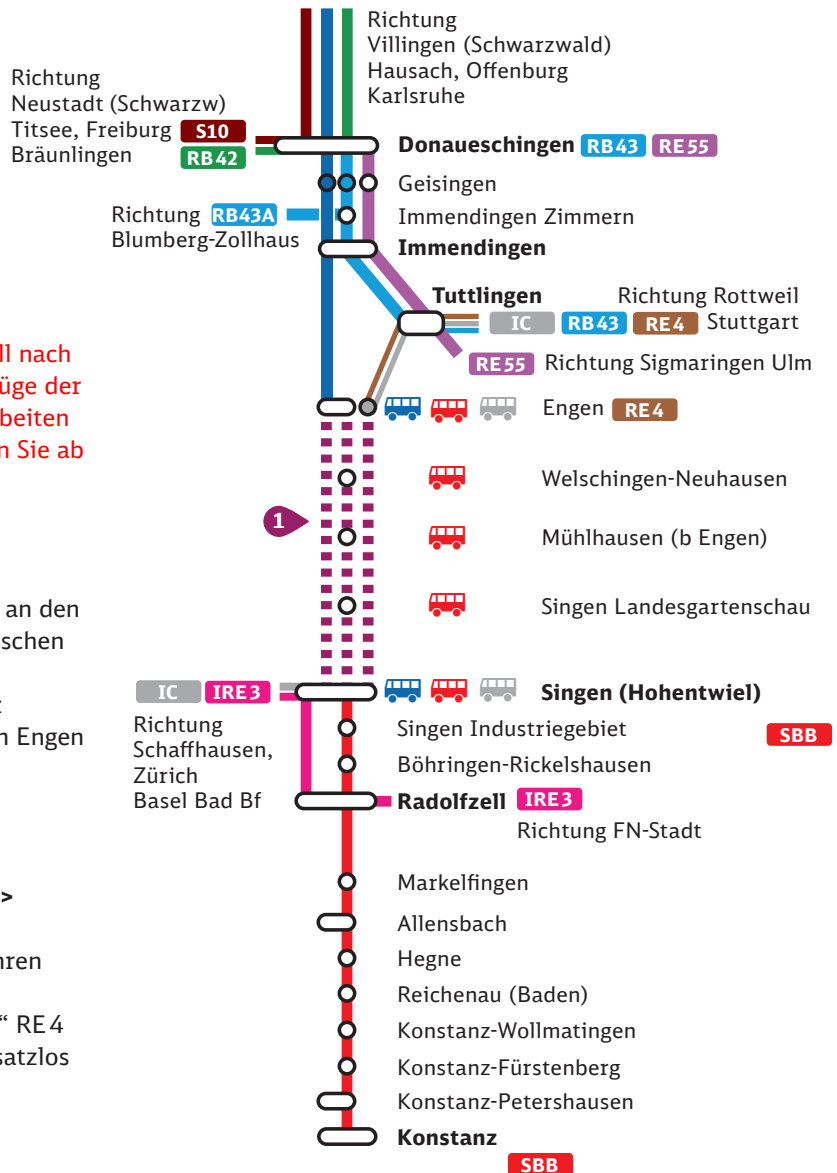 Richtung
Villingen (Schwarzwald)
Hausach, Offenburg
Karlsruhe
Richtung
Neustadt (Schwarzw)
Titsee, Freiburg S10
Bräunlingen RB42
Donaueschingen RB43 RE55
Geisingen
Richtung RB43A
Blumberg-Zollhaus
Immendingen Zimmern
Immendingen
Tuttlingen
Richtung Rottweil
IC RB43 RE4 Stuttgart
RE55 Richtung Sigmaringen Ulm
ll nach
üge der
beiten
n Sie ab
Engen RE4
Welschingen-Neuhausen
1
Mühlhausen (b Engen)
an den
schen
n Engen
Singen Landesgartenschau
IC IRE3
Singen (Hohentwiel)
Richtung
Schaffhausen,
Zürich
Basel Bad Bf
Singen Industriegebiet
SBB
Böhringen-Rickelshausen
Radolfzell IRE3
Richtung FN-Stadt
>
hren
“ RE4
satzlos
Markelfingen
Allensbach
Hegne
Reichenau (Baden)
Konstanz-Wollmatingen
Konstanz-Fürstenberg
Konstanz-Petershausen
Konstanz
SBB